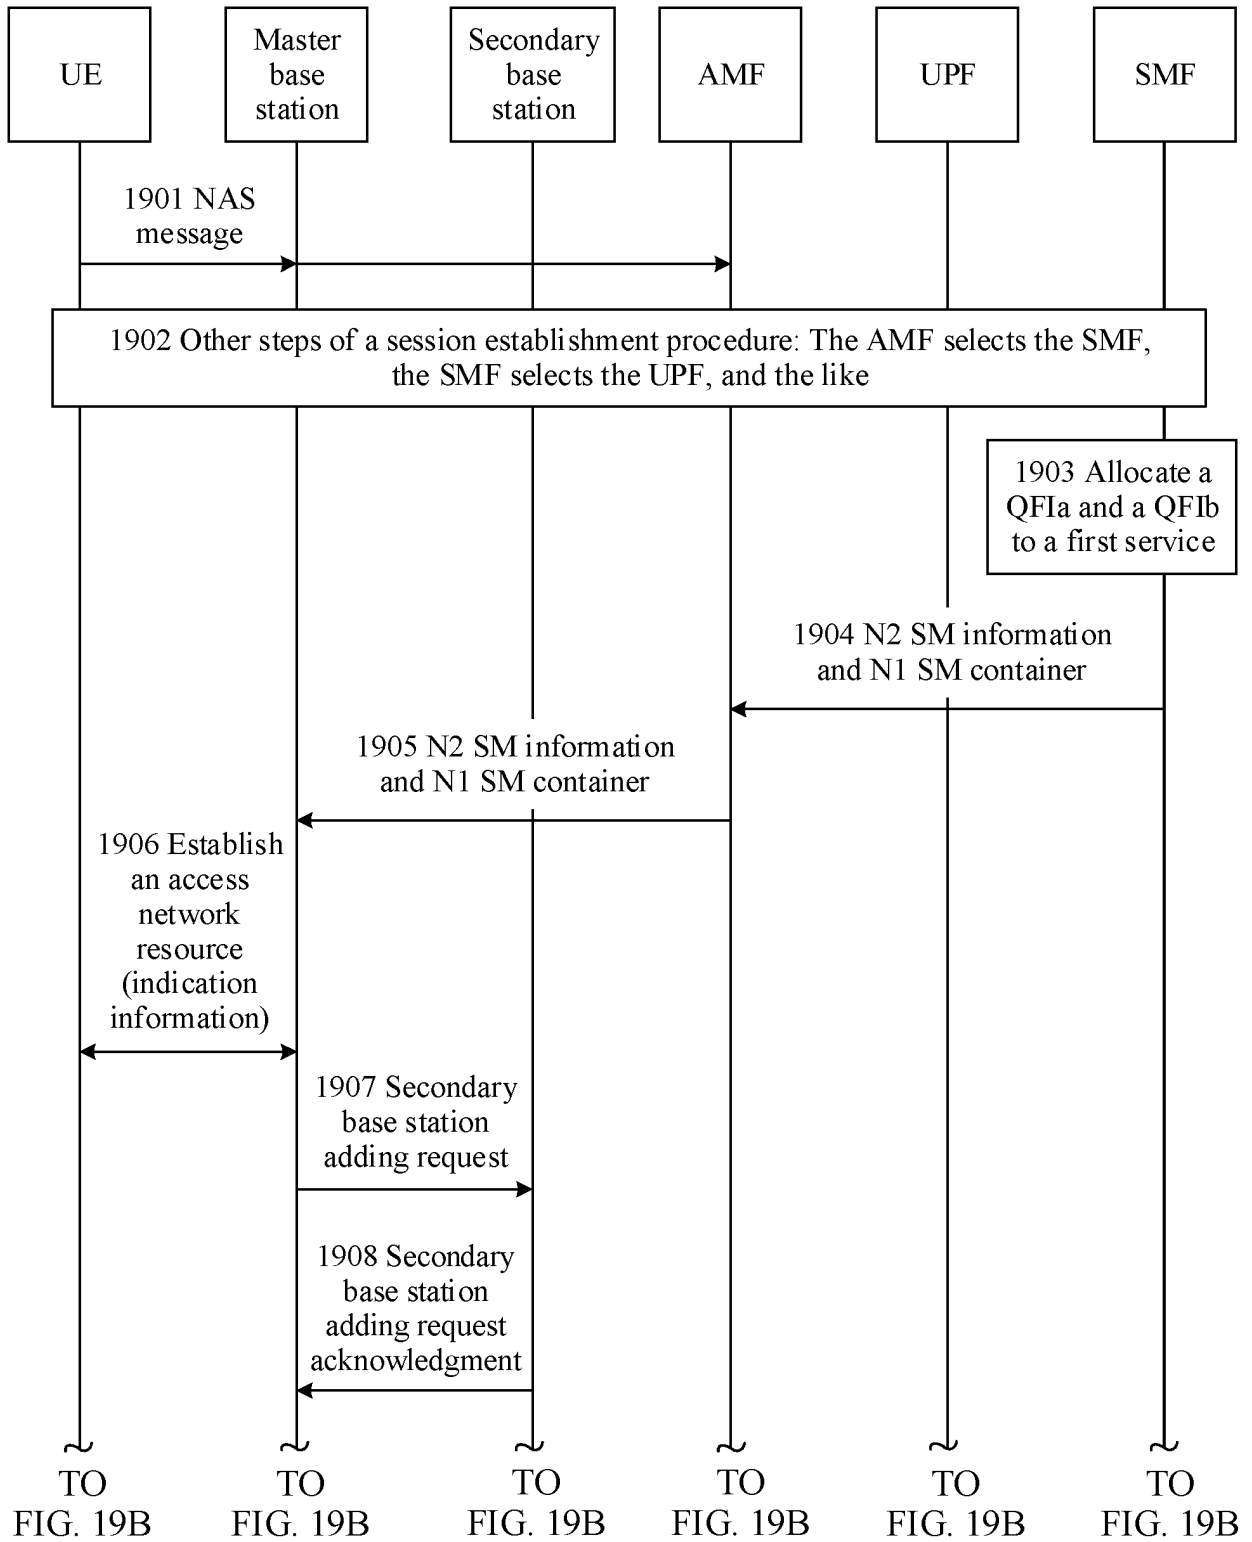 UE
Master
base
station
Secondary
base
station
AMF
UPF
SMF
1901 NAS
message
1902 Other steps of a session establishment procedure: The AMF selects the SMF,
the SMF selects the UPF, and the like
1903 Allocate a
QFIa and a QFIb
to a first service
1904 N2 SM information
and N1 SM container
1905 N2 SM information
and N1 SM container
1906 Establish
an access
network
resource
(indication
information)
1907 Secondary
base station
adding request
1908 Secondary
base station
adding request
acknowledgment
TO
FIG. 19B
TO
FIG. 19B
TO
FIG. 19B
TO
FIG. 19B
TO
FIG. 19B
TO
FIG. 19B